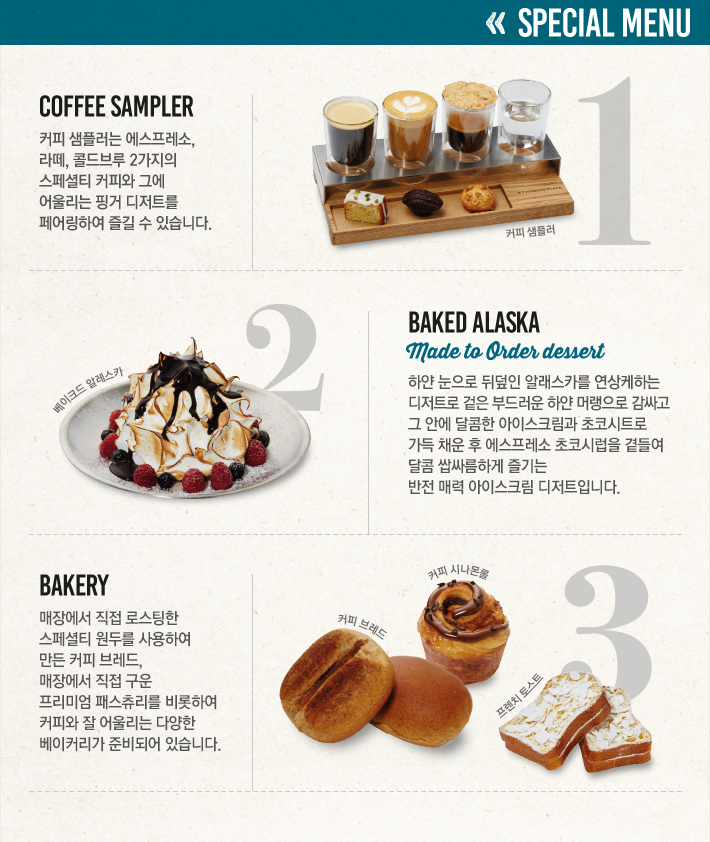 « SPECIAL MENU
COFFEE SAMPLER
커피 샘플러는 에스프레소,
라떼, 콜드브루 2가지의
스페셜티 커피와 그에
어울리는 핑거 디저트를
페어링하여 즐길 수 있습니다.
1
커피 샘플러
2
베이크드 알레스카
BAKED ALASKA
Made to Order dessert
하얀 눈으로 뒤덮인 알래스카를 연상케하는
디저트로 겉은 부드러운 하얀 머랭으로 감싸고
그 안에 달콤한 아이스크림과 초코시트로
가득 채운 후 에스프레소 초코시럽을 곁들여
달콤 쌉싸름하게 즐기는
반전 매력 아이스크림 디저트입니다.
BAKERY
매장에서 직접 로스팅한
스페셜티 원두를 사용하여
만든 커피 브레드,
매장에서 직접 구운
프리미엄 패스츄리를 비롯하여
커피와 잘 어울리는 다양한
베이커리가 준비되어 있습니다.
3
커피 시나몬롤
커피 브레드
프렌치 토스트